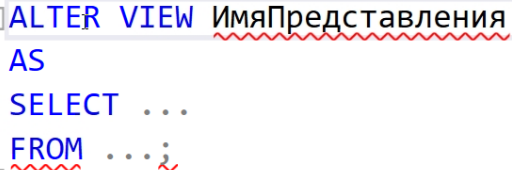 ALTER VIEW ИмяПредставления
AS
SELECT ...
FROM ...;